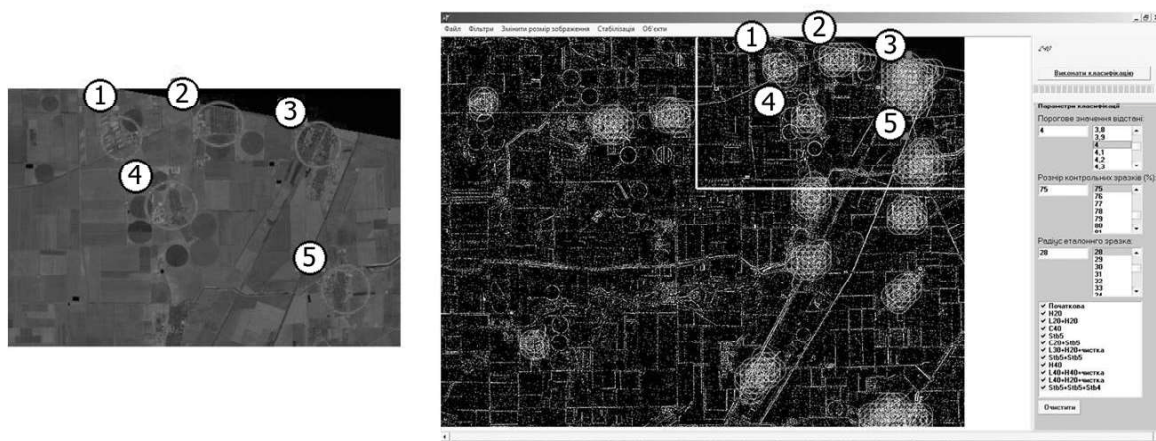 1
2
3
4
5
Файл Фільтри Змінити розмір зображення Стабілізація Об'єкти
1
2
3
4
5
Виконати класифікацію
Параметри класифікації
Порогове значення відстані:
4
3,8
3,9
4
4,1
4,2
4,3
Розмір контрольних зразків (%):
75
75
76
77
78
79
80
81
Радіус еталонного зразка:
28
28
29
30
31
32
33
34
Початкова
H20
L20+H20
C40
Stb5
C20+Stb5
L30+H20+чистка
Stb5+Stb5
H40
L40+H40+чистка
L40+H20+чистка
Stb5+Stb5+Stb4
Очистити